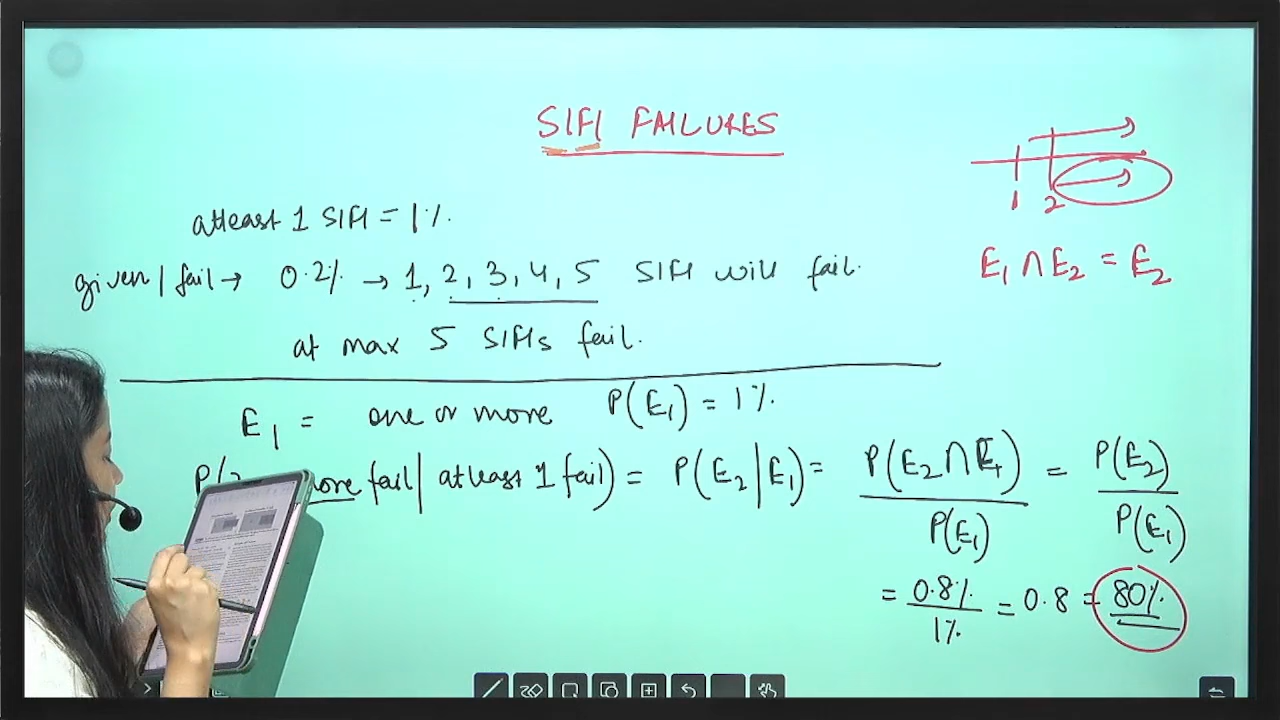 SIFI FAILURES
atleast 1 SIFI = 1%.
given 1 fail → 0.2% → 1, 2, 3, 4, 5 SIFI will fail.
at max 5 SIFIs fail.
1 2
E₁ ∩ E₂ = E₂
E₁ = one or more P(E₁) = 1%.
fail | atleast 1 fail) = P(E₂|E₁) = P(E₂ ∩ E₁) / P(E₁) = P(E₂) / P(E₁)
= 0.8% / 1% = 0.8 = 80%